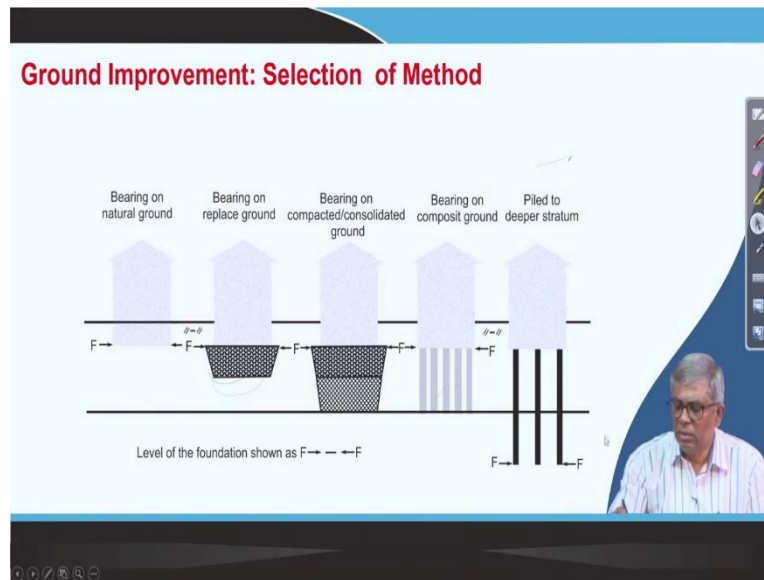 Ground Improvement: Selection of Method
Bearing on
natural ground
Bearing on
replace ground
Bearing on
compacted/consolidated
ground
Bearing on
composit ground
Piled to
deeper stratum
F F F F F F F F
Level of the foundation shown as F F
F F